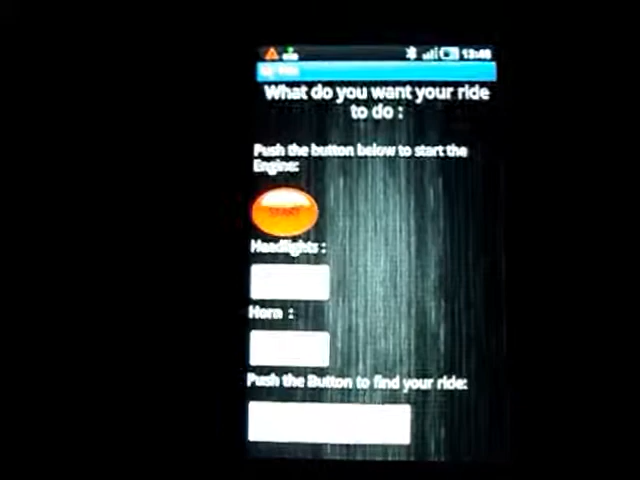 What do you want your ride
to do :
Push the button below to start the
Engine:
START
Headlights :
Horn :
Push the Button to find your ride: